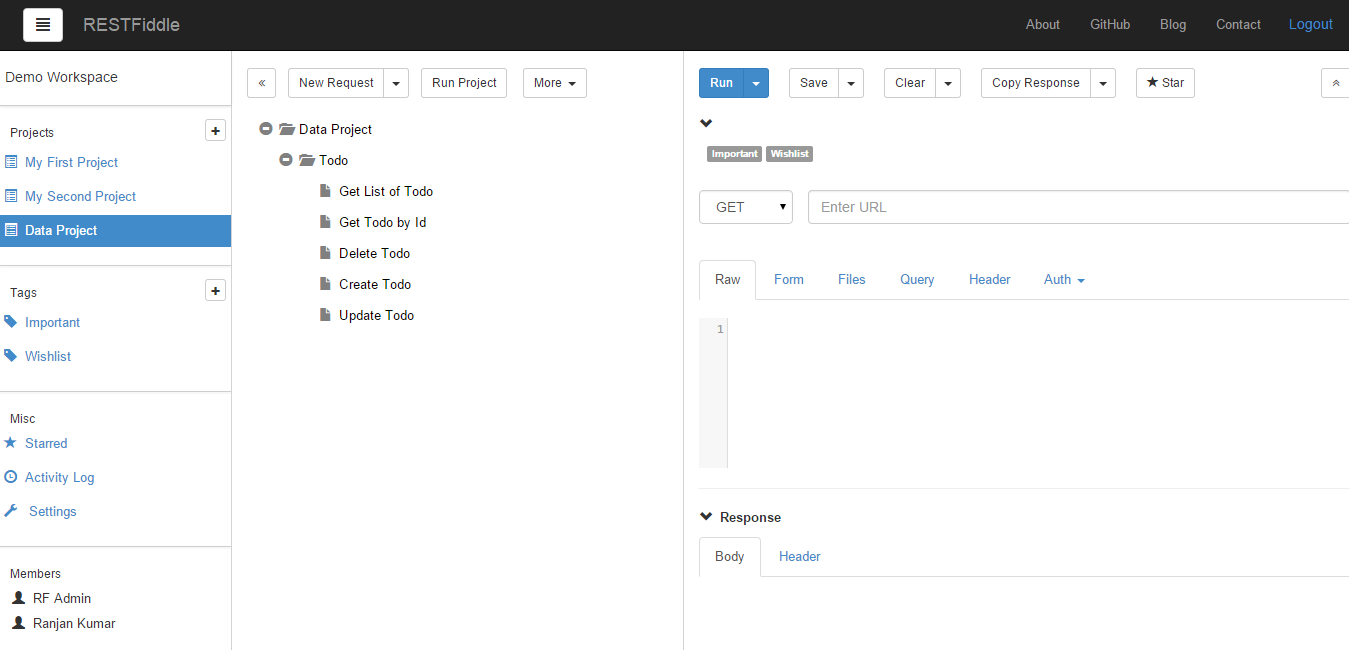 RESTFiddle
About GitHub Blog Contact Logout
Demo Workspace
Projects
My First Project
My Second Project
Data Project
Tags
Important
Wishlist
Misc
Starred
Activity Log
Settings
Members
RF Admin
Ranjan Kumar
« New Request Run Project More
Data Project
Todo
Get List of Todo
Get Todo by Id
Delete Todo
Create Todo
Update Todo
Run Save Clear Copy Response Star
Important Wishlist
GET Enter URL
Raw Form Files Query Header Auth
1
Response
Body Header